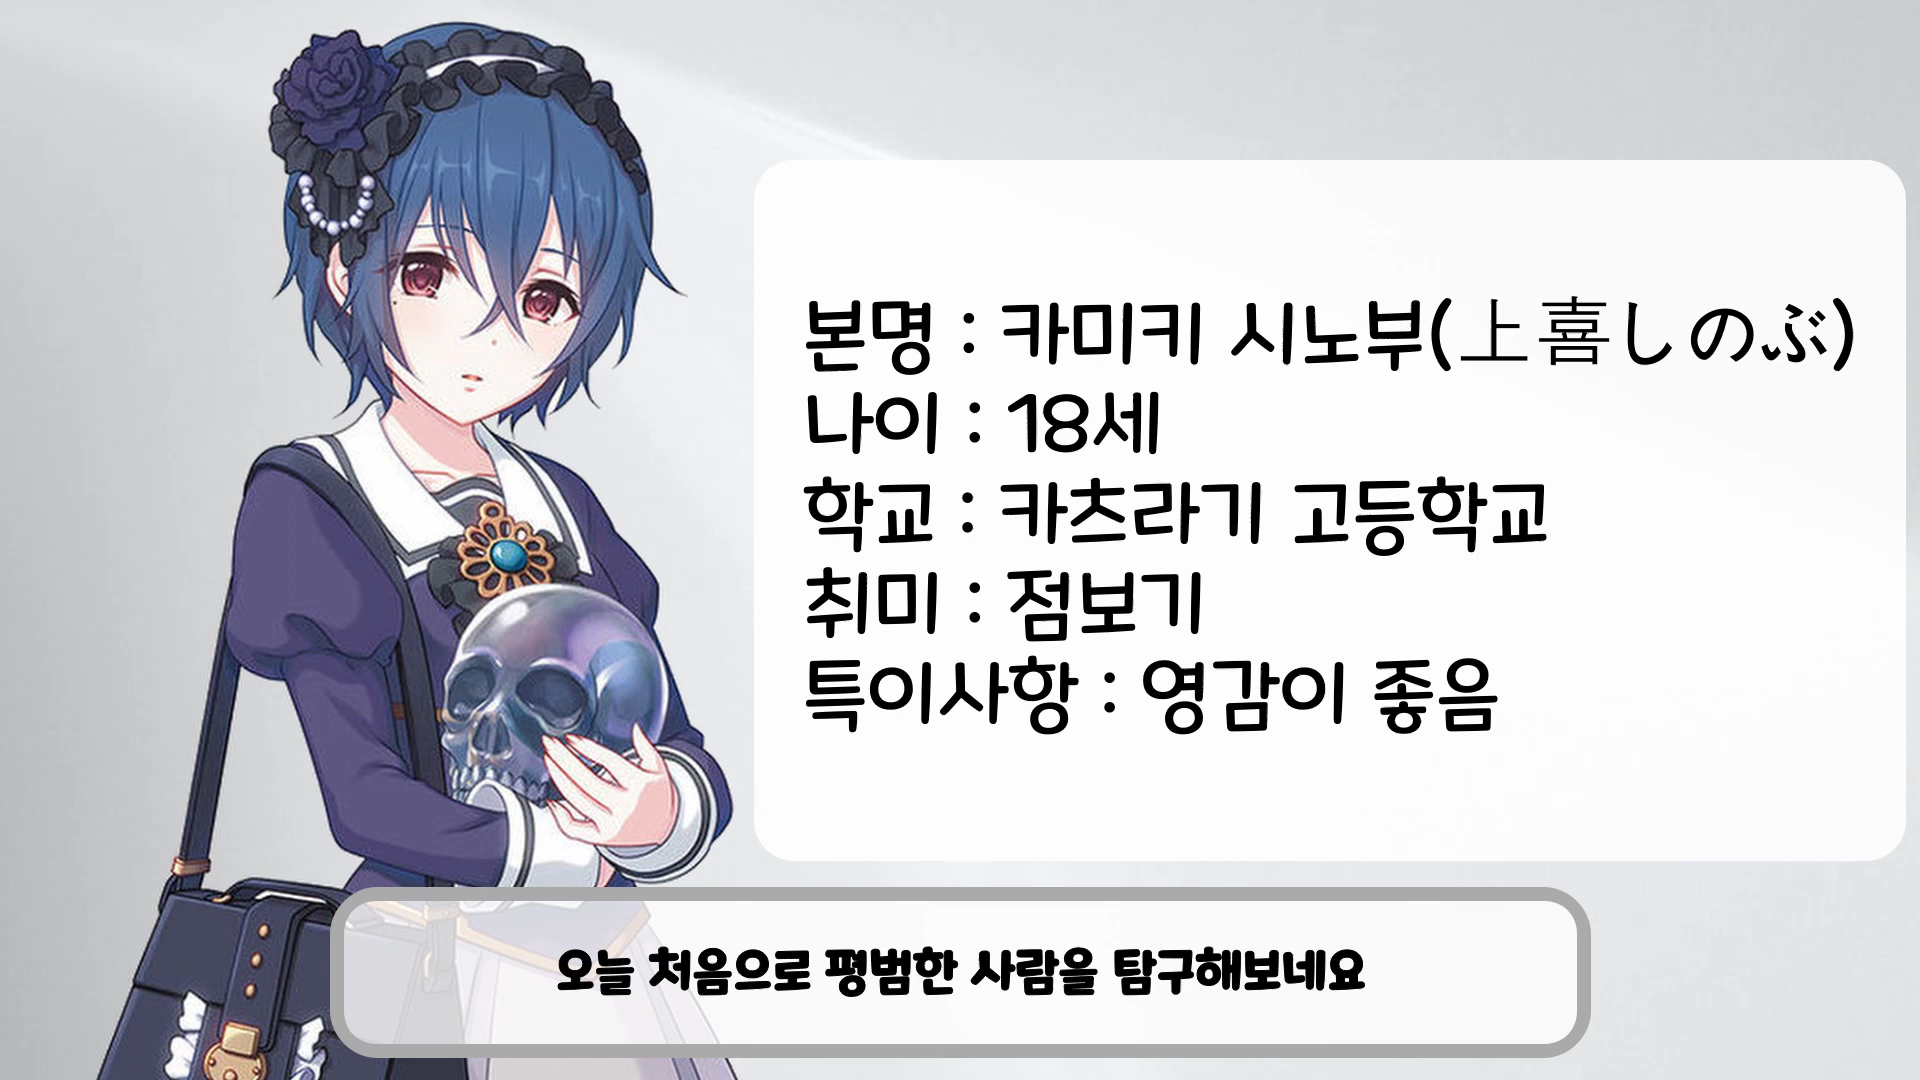 본명 : 카미키 시노부(上喜しのぶ)
나이 : 18세
학교 : 카츠라기 고등학교
취미 : 점보기
특이사항 : 영감이 좋음
오늘 처음으로 평범한 사람을 탐구해보네요